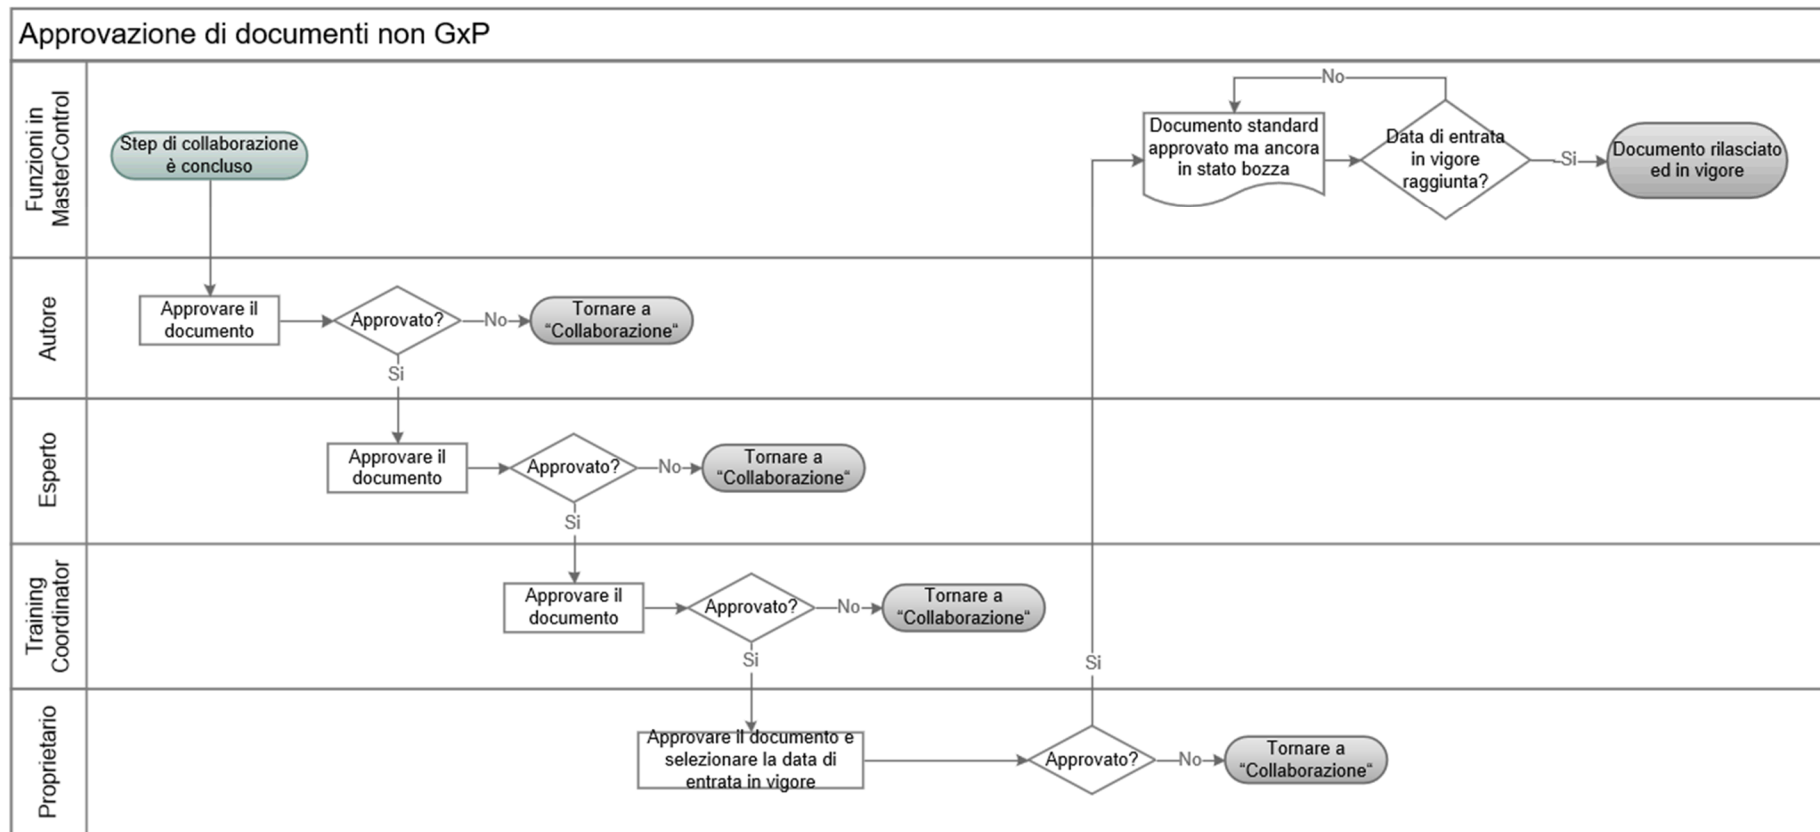 Approvazione di documenti non GxP
Funzioni in
MasterControl
Step di collaborazione
è concluso
No
Documento standard
approvato ma ancora
in stato bozza
Data di entrata
in vigore
raggiunta?
Si
Documento rilasciato
ed in vigore
Autore
Approvare il
documento
Approvato?
No
Tornare a
“Collaborazione“
Si
Esperto
Approvare il
documento
Approvato?
No
Tornare a
“Collaborazione“
Si
Training
Coordinator
Approvare il
documento
Approvato?
No
Tornare a
“Collaborazione“
Si
Si
Proprietario
Approvare il documento e
selezionare la data di
entrata in vigore
Approvato?
No
Tornare a
“Collaborazione“